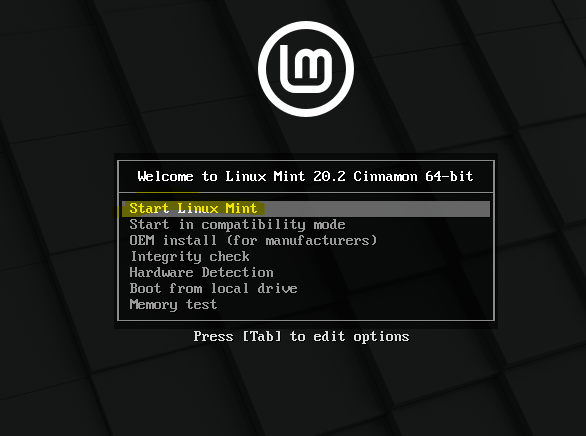 lm
Welcome to Linux Mint 20.2 Cinnamon 64-bit
Start Linux Mint
Start in compatibility mode
OEM install (for manufacturers)
Integrity check
Hardware Detection
Boot from local drive
Memory test
Press [Tab] to edit options